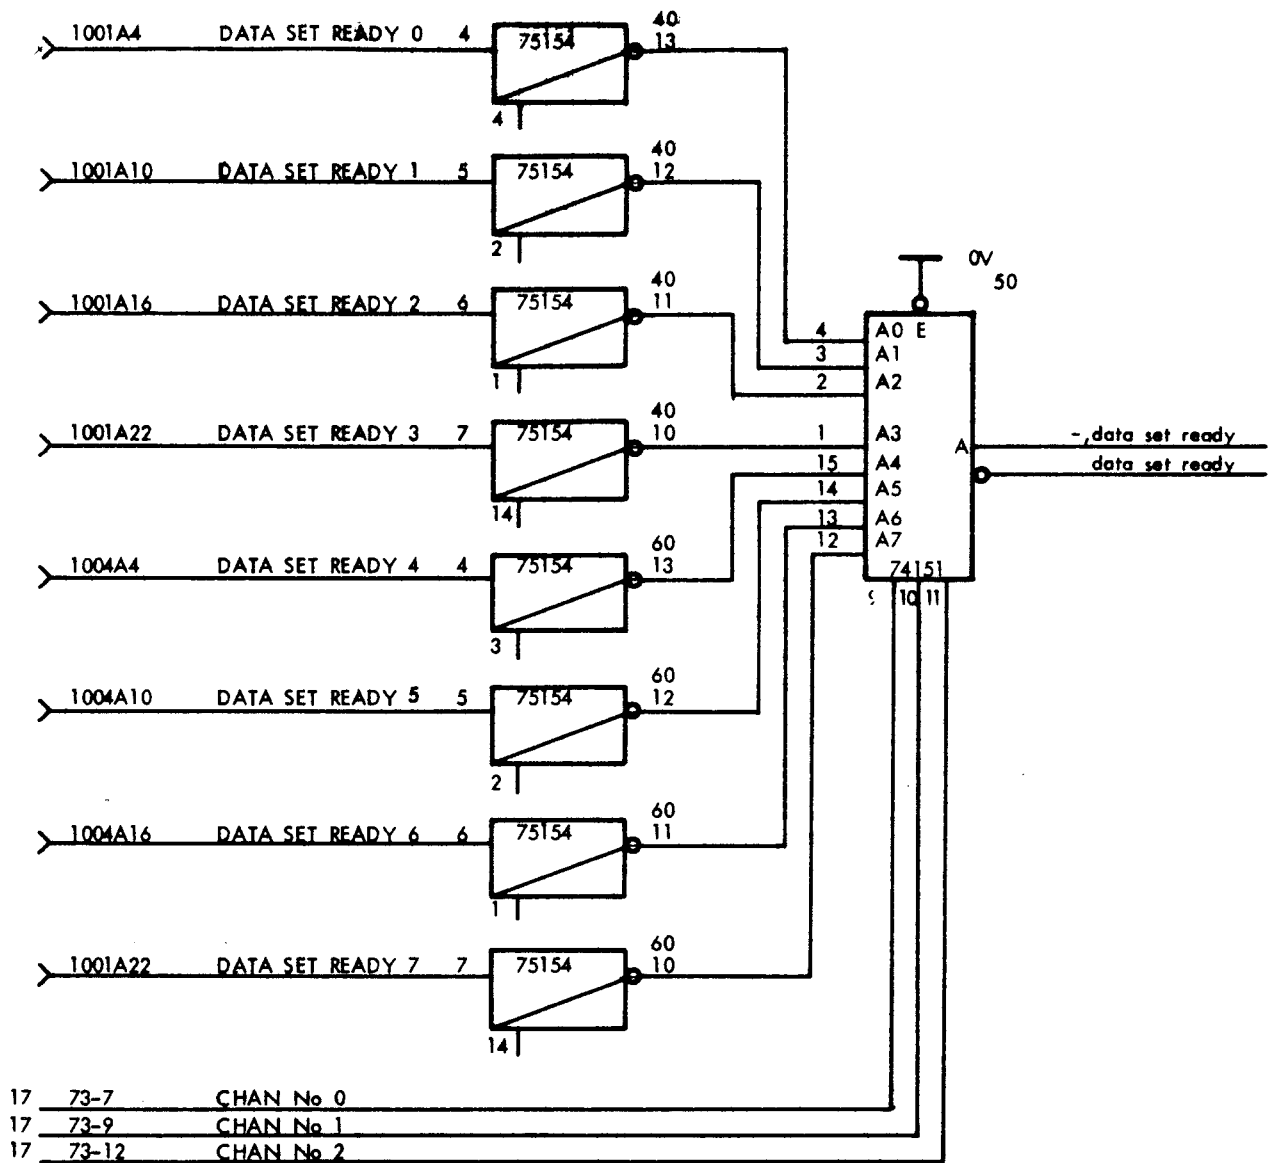 1001A4 DATA SET READY 0 4 75154 40 13
4
1001A10 DATA SET READY 1 5 75154 40 12
2
0V
50
1001A16 DATA SET READY 2 6 75154 40 11
1
4 A0 E
3 A1
2 A2
1001A22 DATA SET READY 3 7 75154 40 10
14
1 A3
A -,data set ready
15 A4
data set ready
14 A5
13 A6
12 A7
74151
10 11
1004A4 DATA SET READY 4 4 75154 60 13
3
1004A10 DATA SET READY 5 5 75154 60 12
2
1004A16 DATA SET READY 6 6 75154 60 11
1
1001A22 DATA SET READY 7 7 75154 60 10
14
17 73-7 CHAN No 0
17 73-9 CHAN No 1
17 73-12 CHAN No 2